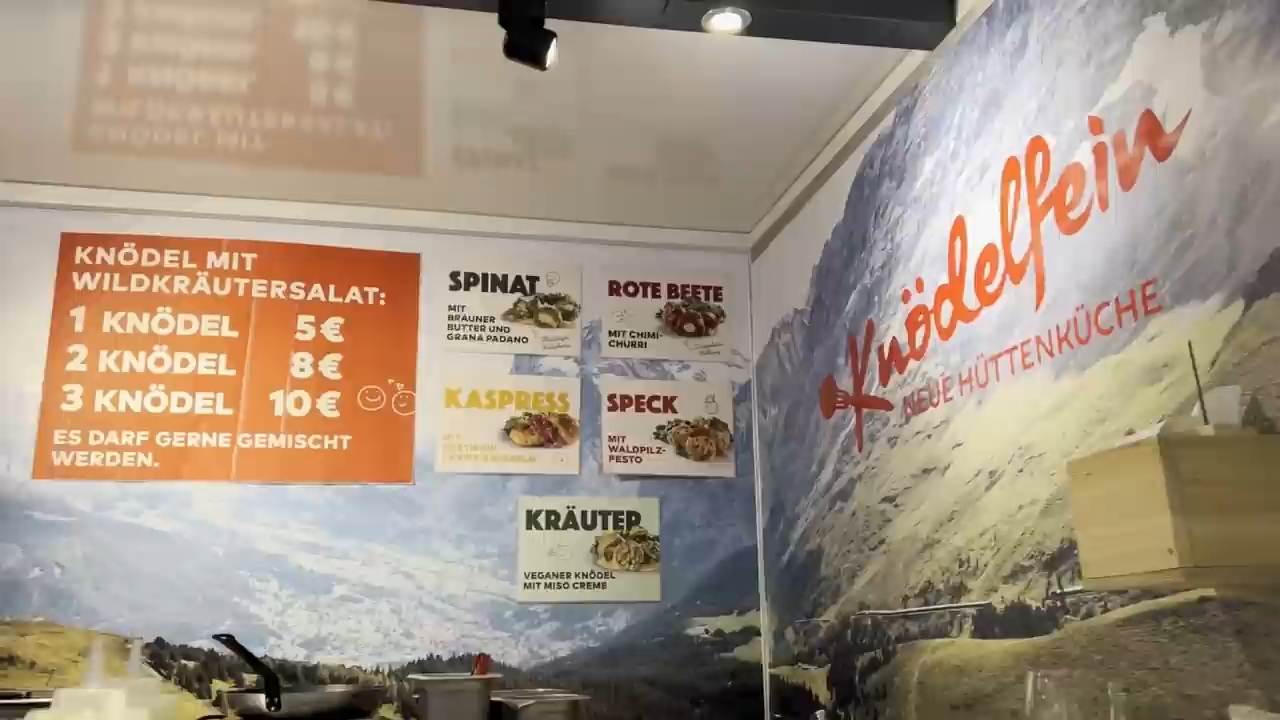 KNÖDEL MIT
WILDKRÄUTERSALAT:
1 KNÖDEL 5€
2 KNÖDEL 8€
3 KNÖDEL 10€
ES DARF GERNE GEMISCHT
WERDEN.
SPINAT
MIT
BRAUNER
BUTTER UND
GRANA PADANO
ROTE BEETE
MIT CHIMI-
CHURRI
KASPRESS
MIT
SPECK
MIT
WALDPILZ-
PESTO
KRÄUTER
VEGANER KNÖDEL
MIT MISO CREME
Knödelfein
NEUE HÜTTENKÜCHE